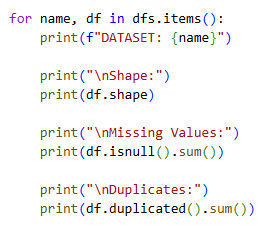 for name, df in dfs.items():
    print(f"DATASET: {name}")

    print("\nShape:")
    print(df.shape)

    print("\nMissing Values:")
    print(df.isnull().sum())

    print("\nDuplicates:")
    print(df.duplicated().sum())